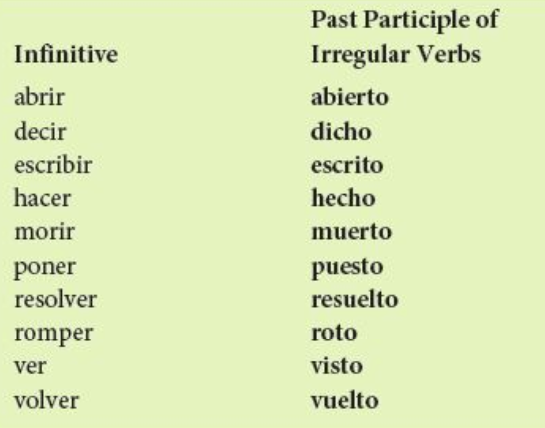 Past Participle of
Infinitive Irregular Verbs
abrir abierto
decir dicho
escribir escrito
hacer hecho
morir muerto
poner puesto
resolver resuelto
romper roto
ver visto
volver vuelto